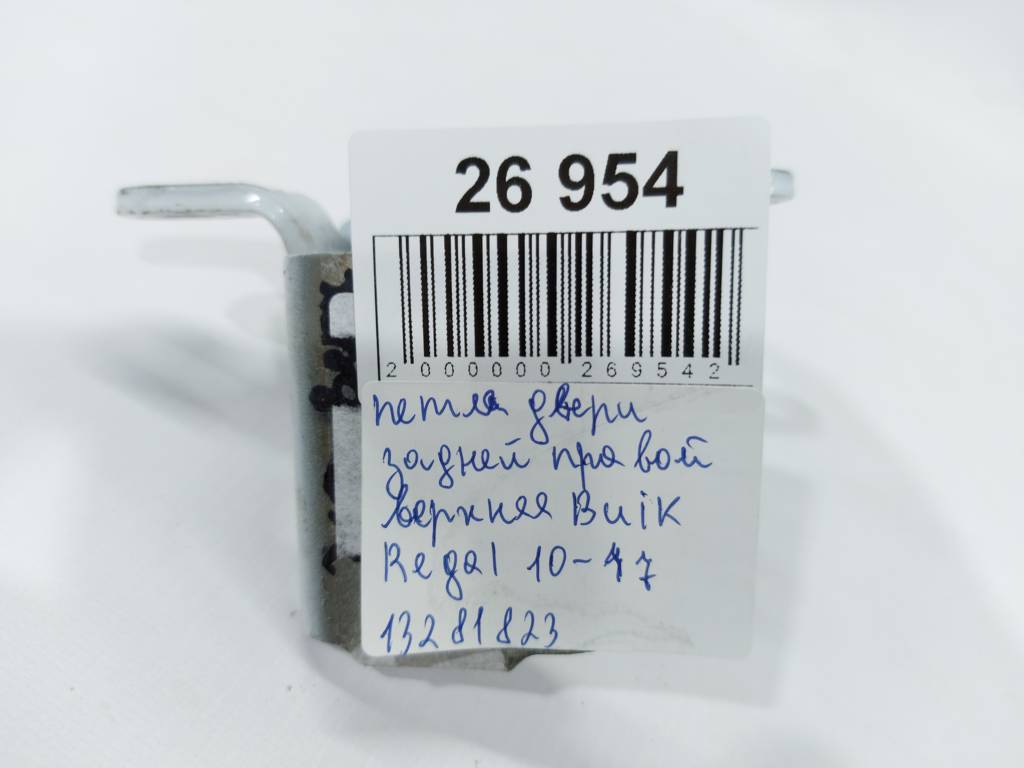 26 954
2 000000 269542
петля двери
задней правой
верхняя Buik
Regal 10-17
13281823